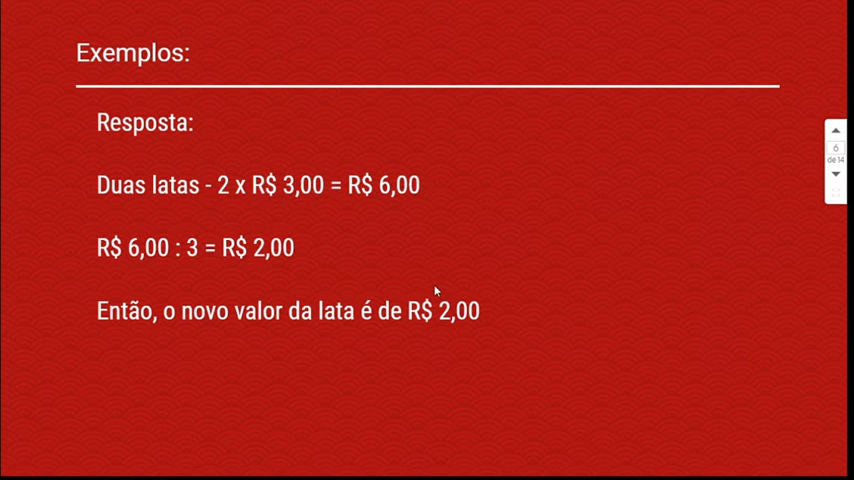 Exemplos:
Resposta:
Duas latas - 2 x R$ 3,00 = R$ 6,00
R$ 6,00 : 3 = R$ 2,00
Então, o novo valor da lata é de R$ 2,00
6
de 14